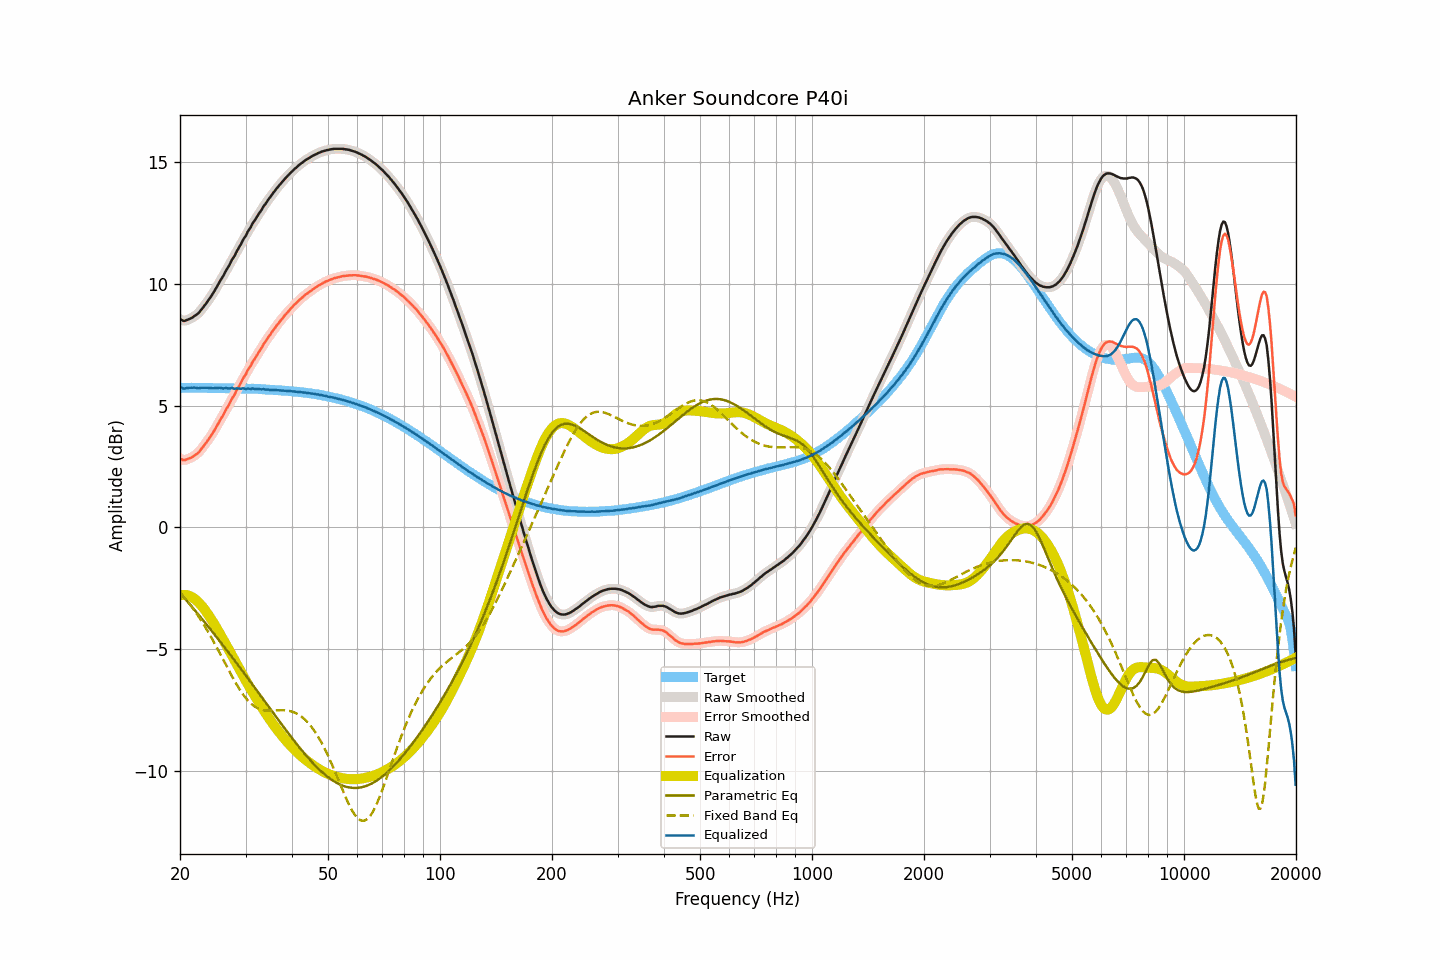 Anker Soundcore P40i
15
10
5
0
−5
−10
Amplitude (dBr)
Target
Raw Smoothed
Error Smoothed
Raw
Error
Equalization
Parametric Eq
Fixed Band Eq
Equalized
20 50 100 200 500 1000 2000 5000 10000 20000
Frequency (Hz)